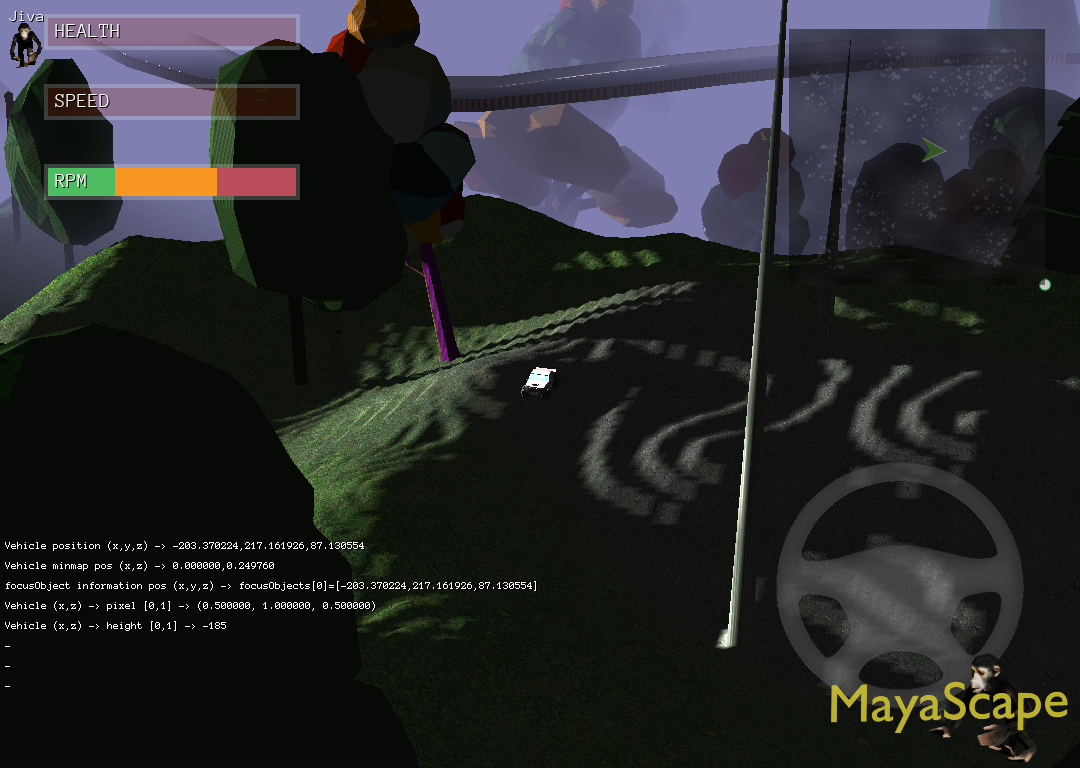 Jiva
HEALTH
SPEED
RPM
Vehicle position (x,y,z) -> -203.370224,217.161926,87.130554
Vehicle minmap pos (x,z) -> 0.000000,0.249760
focusObject information pos (x,y,z) -> focusObjects[0]=[-203.370224,217.161926,87.130554]
Vehicle (x,z) -> pixel [0,1] -> (0.500000, 1.000000, 0.500000)
Vehicle (x,z) -> height [0,1] -> -185
-
-
-
MayaScape